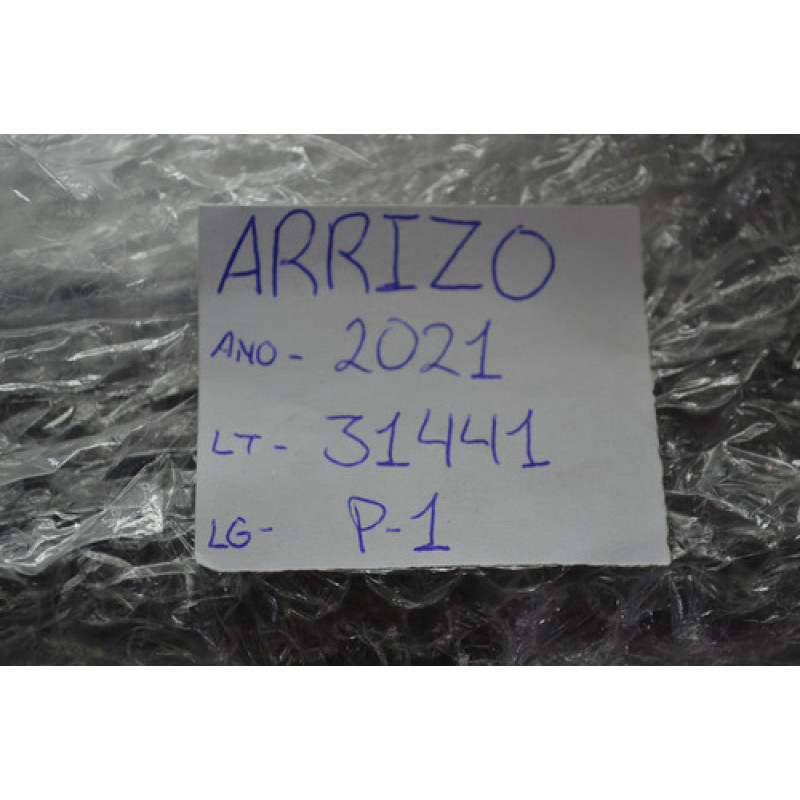 ARRIZO
ANO - 2021
LT - 31441
LG - P-1